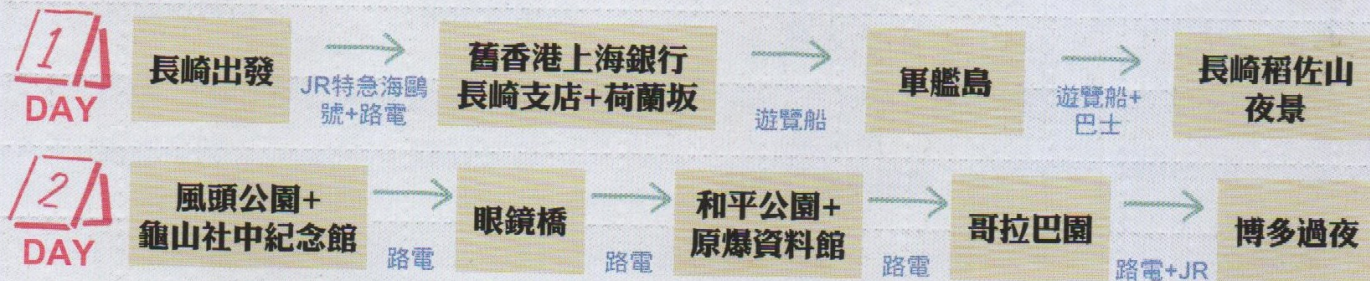 1
DAY
長崎出發
JR特急海鷗
號+路電
舊香港上海銀行
長崎支店+荷蘭坂
遊覽船
軍艦島
遊覽船+
巴士
長崎稻佐山
夜景
2
DAY
風頭公園+
龜山社中紀念館
路電
眼鏡橋
路電
和平公園+
原爆資料館
路電
哥拉巴園
路電+JR
博多過夜